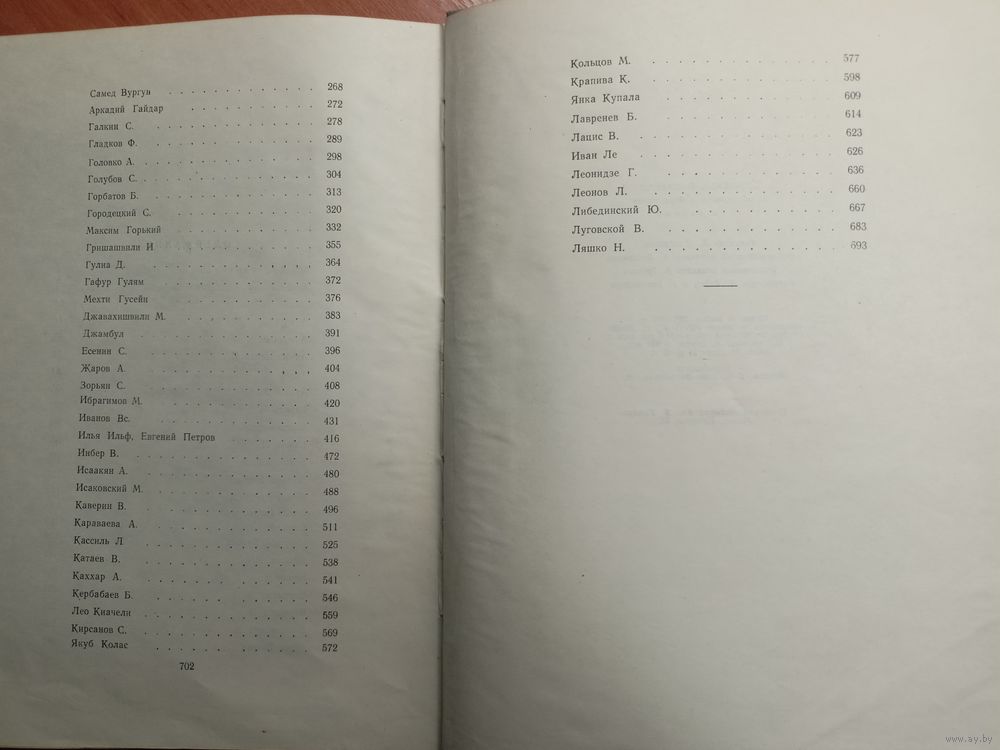 Самед Вургун . . . . . . . . . . . . 268
Аркадий Гайдар . . . . . . . . . . 272
Галкин С. . . . . . . . . . . . . 278
Гладков Ф. . . . . . . . . . . . . 289
Головко А. . . . . . . . . . . . . 298
Голубов С. . . . . . . . . . . . . 304
Горбатов Б. . . . . . . . . . . . . 313
Городецкий С. . . . . . . . . . . . 320
Максим Горький . . . . . . . . . 332
Гришашвили И . . . . . . . . . . 355
Гулиа Д. . . . . . . . . . . . . 364
Гафур Гулям . . . . . . . . . . . 372
Мехти Гусейн . . . . . . . . . . . 376
Джавахишвили М. . . . . . . . . . . 383
Джамбул . . . . . . . . . . . . . 391
Есенин С. . . . . . . . . . . . . 396
Жаров А. . . . . . . . . . . . . 404
Зорьян С. . . . . . . . . . . . . 408
Ибрагимов М. . . . . . . . . . . 420
Иванов Вс. . . . . . . . . . . . . 431
Илья Ильф, Евгений Петров . . . . . . 416
Инбер В. . . . . . . . . . . . . . 472
Исаакян А. . . . . . . . . . . . . 480
Исаковский М. . . . . . . . . . . . 488
Каверин В. . . . . . . . . . . . . 496
Караваева А. . . . . . . . . . . . 511
Кассиль Л . . . . . . . . . . . . . 525
Катаев В. . . . . . . . . . . . . 538
Каххар А. . . . . . . . . . . . . 541
Кербабаев Б. . . . . . . . . . . . 546
Лео Киачели . . . . . . . . . . . . . 559
Кирсанов С. . . . . . . . . . . . . 569
Якуб Колас . . . . . . . . . . . 572
702
Кольцов М. . . . . . . . . . . . . 577
Крапива К. . . . . . . . . . . . . 598
Янка Купала . . . . . . . . . . . . 609
Лавренев Б. . . . . . . . . . . . . 614
Лацис В. . . . . . . . . . . . . . 623
Иван Ле . . . . . . . . . . . . . . 626
Леонидзе Г. . . . . . . . . . . . . 636
Леонов Л. . . . . . . . . . . . . 660
Либединский Ю. . . . . . . . . . . 667
Луговской В. . . . . . . . . . . . 683
Ляшко Н. . . . . . . . . . . . . 693
www.ay.by